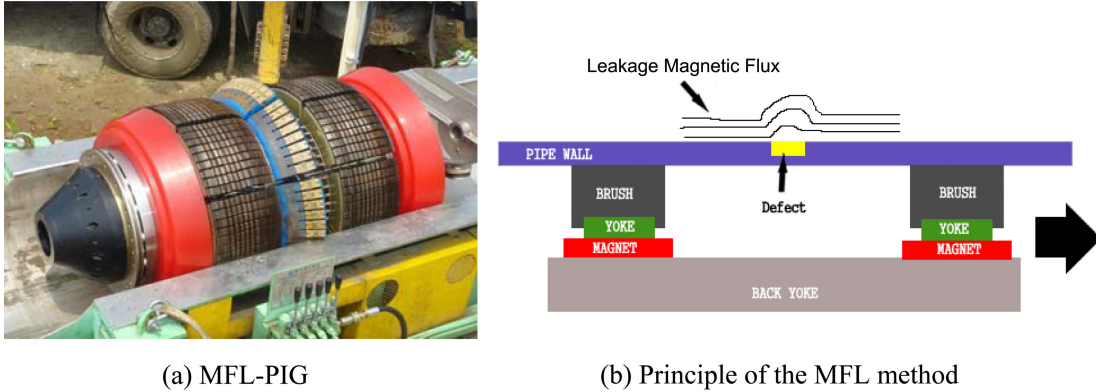 Leakage Magnetic Flux
PIPE WALL
BRUSH
BRUSH
Defect
YOKE
YOKE
MAGNET
MAGNET
BACK YOKE
(a) MFL-PIG
(b) Principle of the MFL method